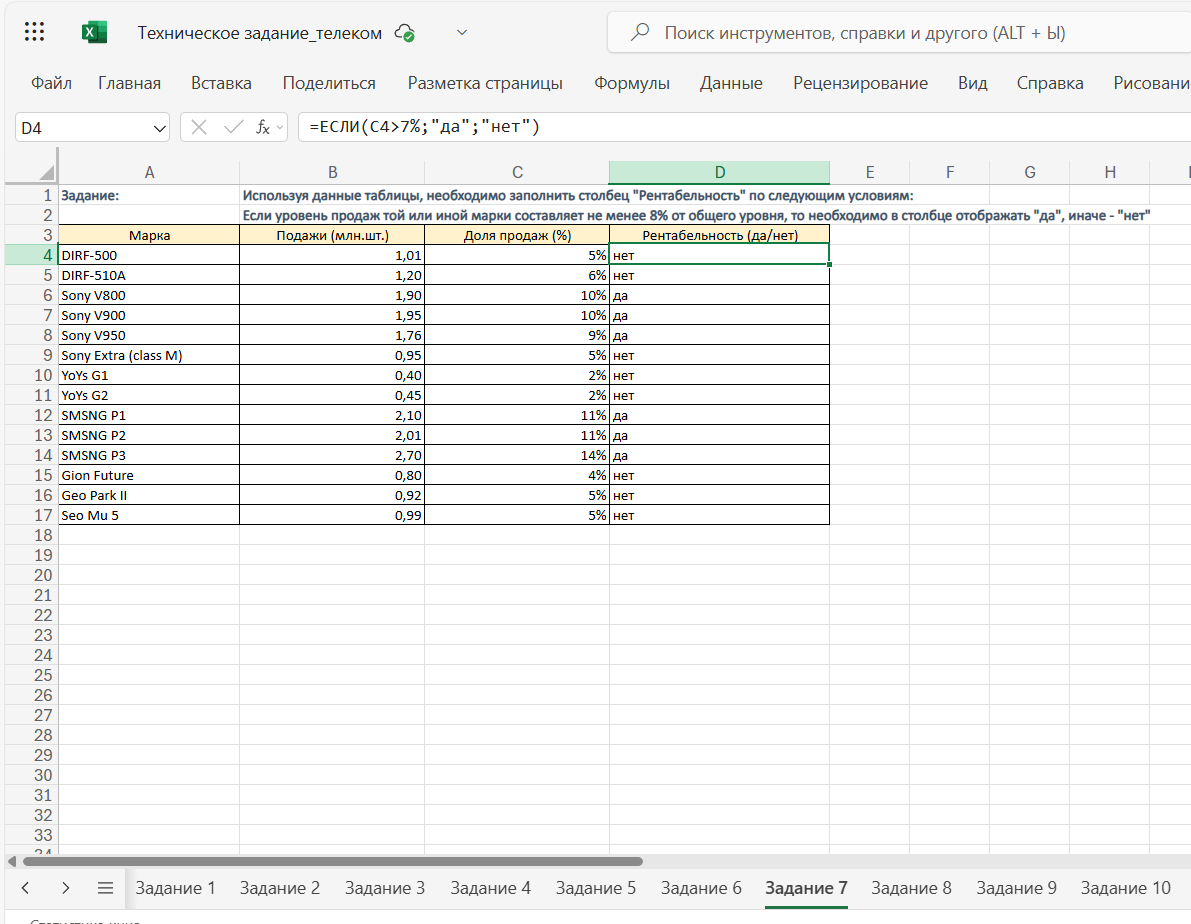 Техническое задание_телеком
Поиск инструментов, справки и другого (ALT + Ы)
Файл Главная Вставка Поделиться Разметка страницы Формулы Данные Рецензирование Вид Справка Рисовани
D4 fx =ЕСЛИ(C4>7%;"да";"нет")
A B C D E F G H
1 Задание: Используя данные таблицы, необходимо заполнить столбец "Рентабельность" по следующим условиям:
2 Если уровень продаж той или иной марки составляет не менее 8% от общего уровня, то необходимо в столбце отображать "да", иначе - "нет"
3 Марка Подажи (млн.шт.) Доля продаж (%) Рентабельность (да/нет)
4 DIRF-500 1,01 5% нет
5 DIRF-510A 1,20 6% нет
6 Sony V800 1,90 10% да
7 Sony V900 1,95 10% да
8 Sony V950 1,76 9% да
9 Sony Extra (class M) 0,95 5% нет
10 YoYs G1 0,40 2% нет
11 YoYs G2 0,45 2% нет
12 SMSNG P1 2,10 11% да
13 SMSNG P2 2,01 11% да
14 SMSNG P3 2,70 14% да
15 Gion Future 0,80 4% нет
16 Geo Park II 0,92 5% нет
17 Seo Mu 5 0,99 5% нет
18
19
20
21
22
23
24
25
26
27
28
29
30
31
32
33
34
Задание 1 Задание 2 Задание 3 Задание 4 Задание 5 Задание 6 Задание 7 Задание 8 Задание 9 Задание 10